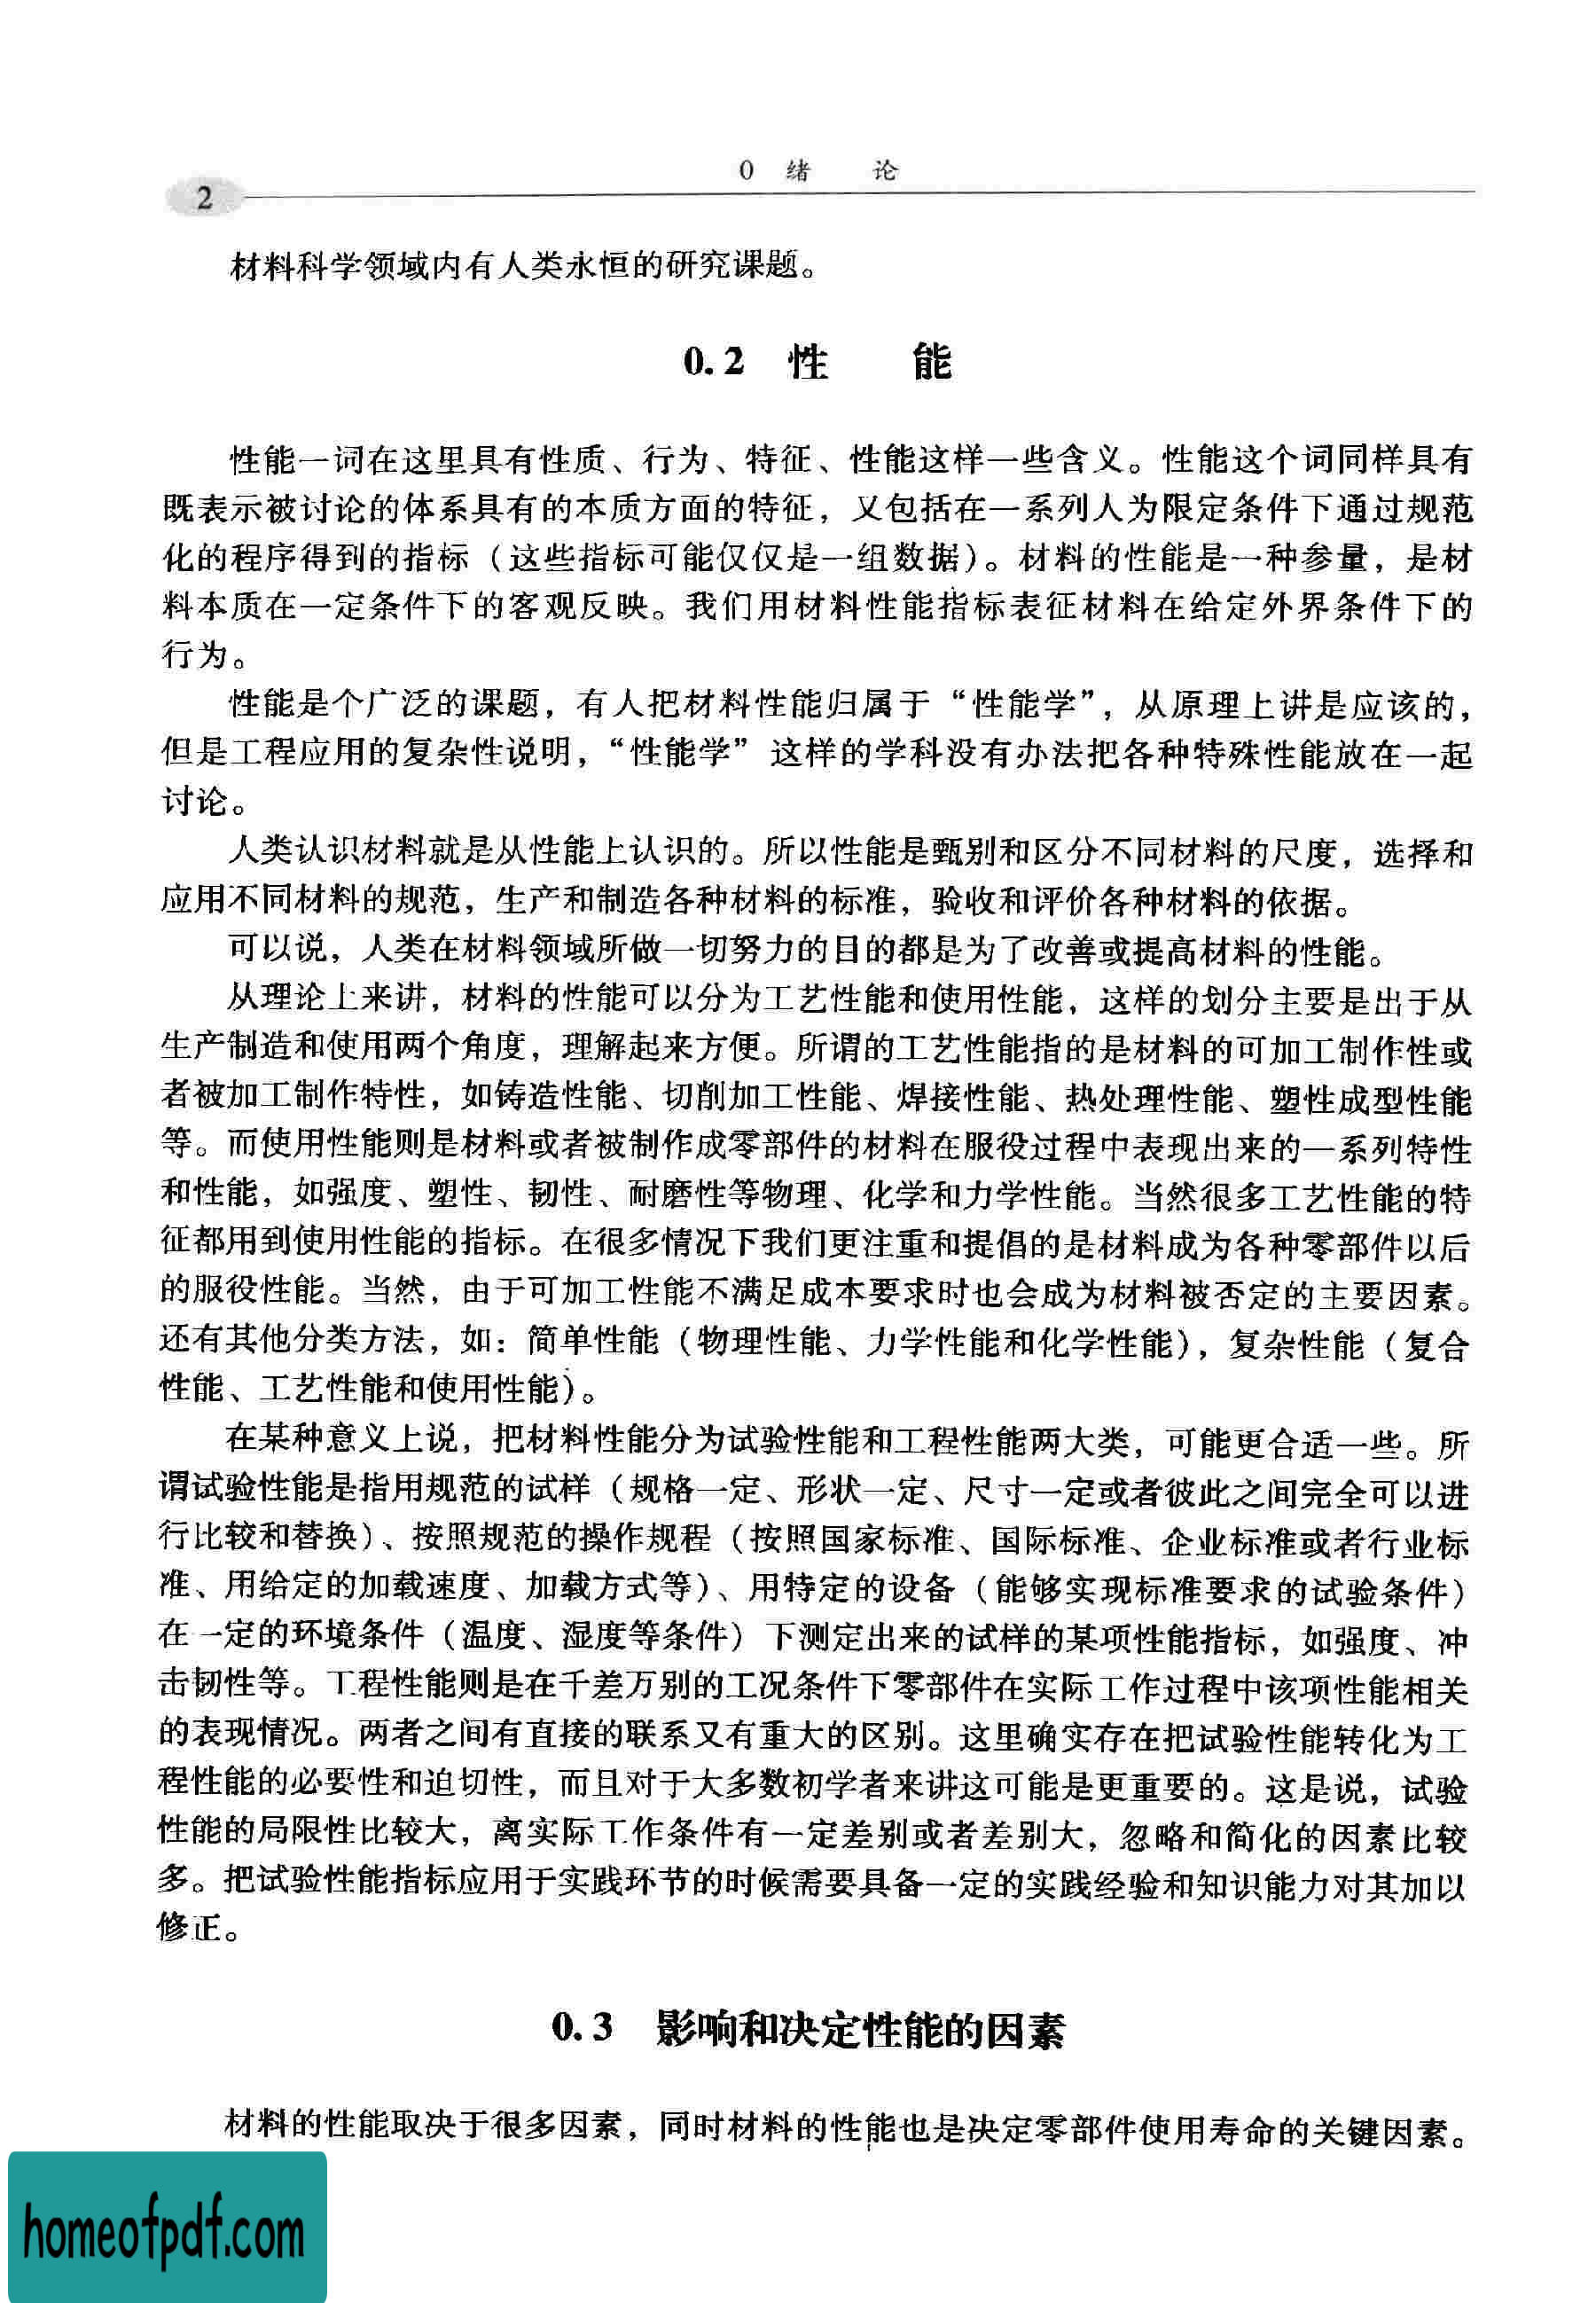 0 绪 论
2
材料科学领域内有人类永恒的研究课题。
0.2 性 能
性能一词在这里具有性质、行为、特征、性能这样一些含义。性能这个词同样具有
既表示被讨论的体系具有的本质方面的特征，又包括在一系列人为限定条件下通过规范
化的程序得到的指标（这些指标可能仅仅是一组数据）。材料的性能是一种参量，是材
料本质在一定条件下的客观反映。我们用材料性能指标表征材料在给定外界条件下的
行为。
性能是个广泛的课题，有人把材料性能归属于“性能学”，从原理上讲是应该的，
但是工程应用的复杂性说明，“性能学”这样的学科没有办法把各种特殊性能放在一起
讨论。
人类认识材料就是从性能上认识的。所以性能是甄别和区分不同材料的尺度，选择和
应用不同材料的规范，生产和制造各种材料的标准，验收和评价各种材料的依据。
可以说，人类在材料领域所做一切努力的目的都是为了改善或提高材料的性能。
从理论上来讲，材料的性能可以分为工艺性能和使用性能，这样的划分主要是出于从
生产制造和使用两个角度，理解起来方便。所谓的工艺性能指的是材料的可加工制作性或
者被加工制作特性，如铸造性能、切削加工性能、焊接性能、热处理性能、塑性成型性能
等。而使用性能则是材料或者被制作成零部件的材料在服役过程中表现出来的一系列特性
和性能，如强度、塑性、韧性、耐磨性等物理、化学和力学性能。当然很多工艺性能的特
征都用到使用性能的指标。在很多情况下我们更注重和提倡的是材料成为各种零部件以后
的服役性能。当然，由于可加工性能不满足成本要求时也会成为材料被否定的主要因素。
还有其他分类方法，如：简单性能（物理性能、力学性能和化学性能），复杂性能（复合
性能、工艺性能和使用性能）。
在某种意义上说，把材料性能分为试验性能和工程性能两大类，可能更合适一些。所
谓试验性能是指用规范的试样（规格一定、形状一定、尺寸一定或者彼此之间完全可以进
行比较和替换）、按照规范的操作规程（按照国家标准、国际标准、企业标准或者行业标
准、用给定的加载速度、加载方式等）、用特定的设备（能够实现标准要求的试验条件）
在一定的环境条件（温度、湿度等条件）下测定出来的试样的某项性能指标，如强度、冲
击韧性等。工程性能则是在千差万别的工况条件下零部件在实际工作过程中该项性能相关
的表现情况。两者之间有直接的联系又有重大的区别。这里确实存在把试验性能转化为工
程性能的必要性和迫切性，而且对于大多数初学者来讲这可能是更重要的。这是说，试验
性能的局限性比较大，离实际工作条件有一定差别或者差别大，忽略和简化的因素比较
多。把试验性能指标应用于实践环节的时候需要具备一定的实践经验和知识能力对其加以
修正。
0.3 影响和决定性能的因素
材料的性能取决于很多因素，同时材料的性能也是决定零部件使用寿命的关键因素。
homeofpdf.com